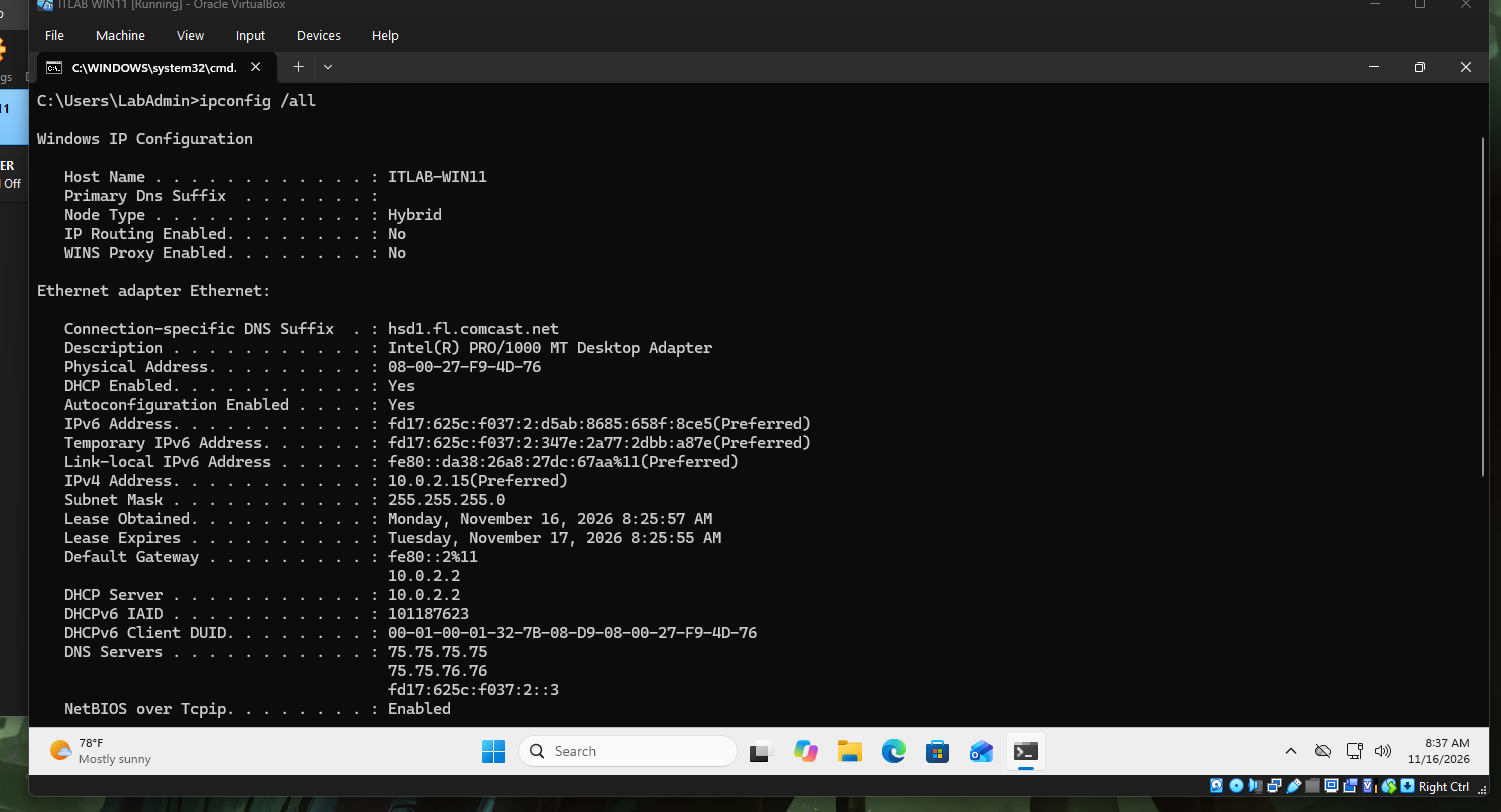 ITLAB WIN11 [Running] - Oracle VirtualBox
File Machine View Input Devices Help
C:\WINDOWS\system32\cmd.
gs
11
ER
Off
C:\Users\LabAdmin>ipconfig /all
Windows IP Configuration
Host Name . . . . . . . . . . . . : ITLAB-WIN11
Primary Dns Suffix  . . . . . . . :
Node Type . . . . . . . . . . . . : Hybrid
IP Routing Enabled. . . . . . . . : No
WINS Proxy Enabled. . . . . . . . : No
Ethernet adapter Ethernet:
Connection-specific DNS Suffix  . : hsd1.fl.comcast.net
Description . . . . . . . . . . . : Intel(R) PRO/1000 MT Desktop Adapter
Physical Address. . . . . . . . . : 08-00-27-F9-4D-76
DHCP Enabled. . . . . . . . . . . : Yes
Autoconfiguration Enabled . . . . : Yes
IPv6 Address. . . . . . . . . . . : fd17:625c:f037:2:d5ab:8685:658f:8ce5(Preferred)
Temporary IPv6 Address. . . . . . : fd17:625c:f037:2:347e:2a77:2dbb:a87e(Preferred)
Link-local IPv6 Address . . . . . : fe80::da38:26a8:27dc:67aa%11(Preferred)
IPv4 Address. . . . . . . . . . . : 10.0.2.15(Preferred)
Subnet Mask . . . . . . . . . . . : 255.255.255.0
Lease Obtained. . . . . . . . . . : Monday, November 16, 2026 8:25:57 AM
Lease Expires . . . . . . . . . . : Tuesday, November 17, 2026 8:25:55 AM
Default Gateway . . . . . . . . . : fe80::2%11
10.0.2.2
DHCP Server . . . . . . . . . . . : 10.0.2.2
DHCPv6 IAID . . . . . . . . . . . : 101187623
DHCPv6 Client DUID. . . . . . . . : 00-01-00-01-32-7B-08-D9-08-00-27-F9-4D-76
DNS Servers . . . . . . . . . . . : 75.75.75.75
75.75.76.76
fd17:625c:f037:2::3
NetBIOS over Tcpip. . . . . . . . : Enabled
78°F
Mostly sunny
Search
8:37 AM
11/16/2026
Right Ctrl